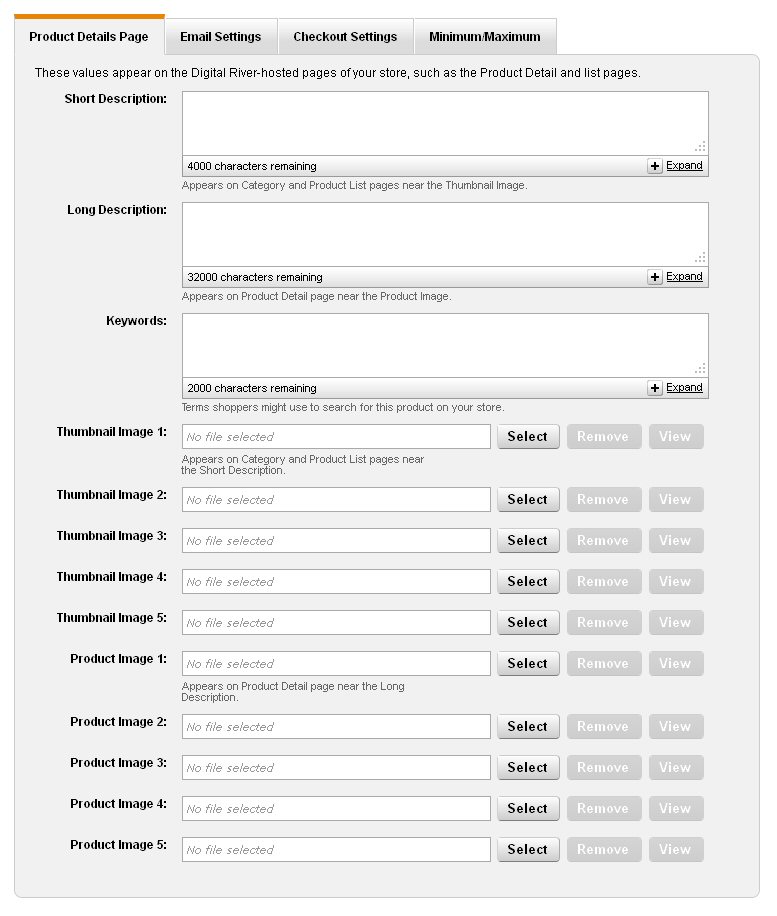 Product Details Page Email Settings Checkout Settings Minimum/Maximum
These values appear on the Digital River-hosted pages of your store, such as the Product Detail and list pages.
Short Description:
4000 characters remaining + Expand
Appears on Category and Product List pages near the Thumbnail Image.
Long Description:
32000 characters remaining + Expand
Appears on Product Detail page near the Product Image.
Keywords:
2000 characters remaining + Expand
Terms shoppers might use to search for this product on your store.
Thumbnail Image 1: No file selected Select Remove View
Appears on Category and Product List pages near
the Short Description.
Thumbnail Image 2: No file selected Select Remove View
Thumbnail Image 3: No file selected Select Remove View
Thumbnail Image 4: No file selected Select Remove View
Thumbnail Image 5: No file selected Select Remove View
Product Image 1: No file selected Select Remove View
Appears on Product Detail page near the Long
Description.
Product Image 2: No file selected Select Remove View
Product Image 3: No file selected Select Remove View
Product Image 4: No file selected Select Remove View
Product Image 5: No file selected Select Remove View